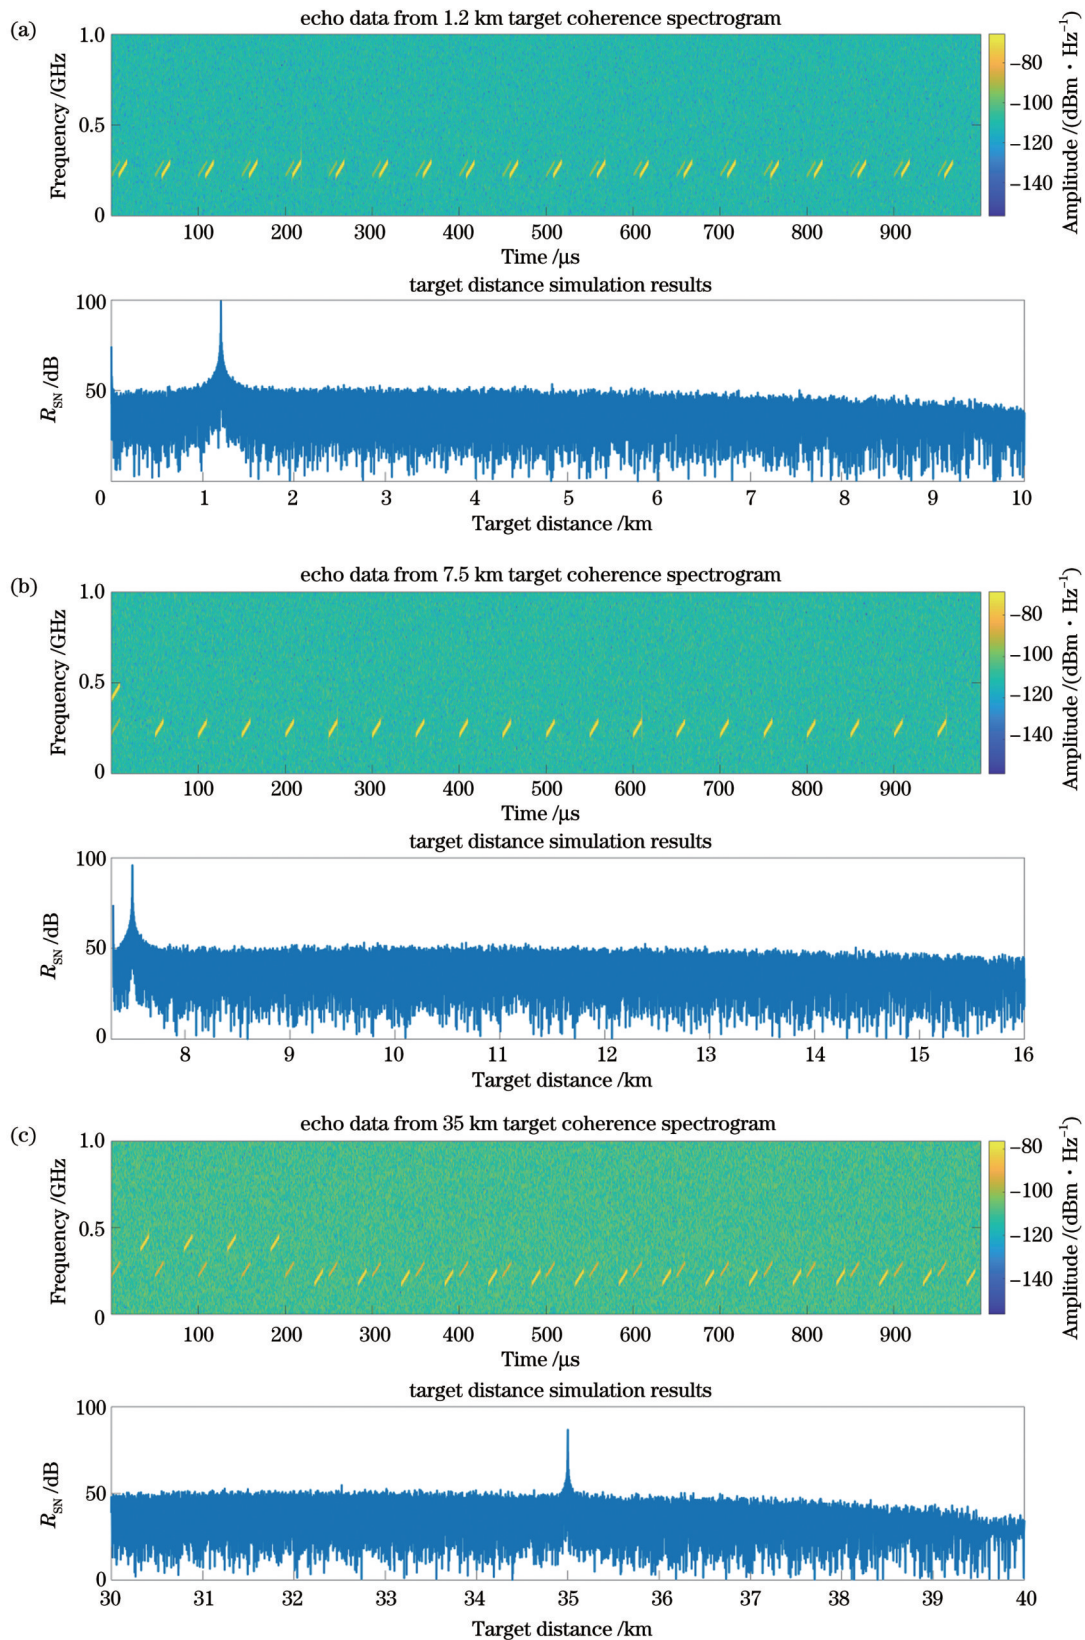 (a)
echo data from 1.2 km target coherence spectrogram
1.0
0.5
0
Frequency /GHz
100 200 300 400 500 600 700 800 900
Time /μs
−80
−100
−120
−140
Amplitude /(dBm · Hz⁻¹)
target distance simulation results
100
50
0
R_SN /dB
1 2 3 4 5 6 7 8 9 10
Target distance /km
(b)
echo data from 7.5 km target coherence spectrogram
1.0
0.5
0
Frequency /GHz
100 200 300 400 500 600 700 800 900
Time /μs
−80
−100
−120
−140
Amplitude /(dBm · Hz⁻¹)
target distance simulation results
100
50
0
R_SN /dB
8 9 10 11 12 13 14 15 16
Target distance /km
(c)
echo data from 35 km target coherence spectrogram
1.0
0.5
0
Frequency /GHz
100 200 300 400 500 600 700 800 900
Time /μs
−80
−100
−120
−140
Amplitude /(dBm · Hz⁻¹)
target distance simulation results
100
50
0
R_SN /dB
30 31 32 33 34 35 36 37 38 39 40
Target distance /km